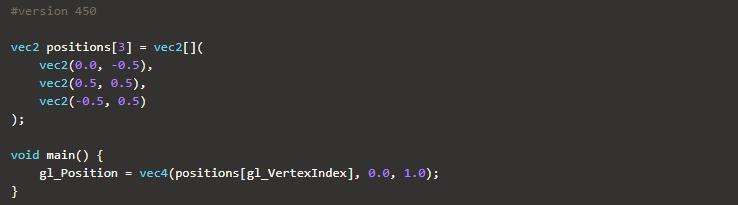 #version 450

vec2 positions[3] = vec2[](
    vec2(0.0, -0.5),
    vec2(0.5, 0.5),
    vec2(-0.5, 0.5)
);

void main() {
    gl_Position = vec4(positions[gl_VertexIndex], 0.0, 1.0);
}